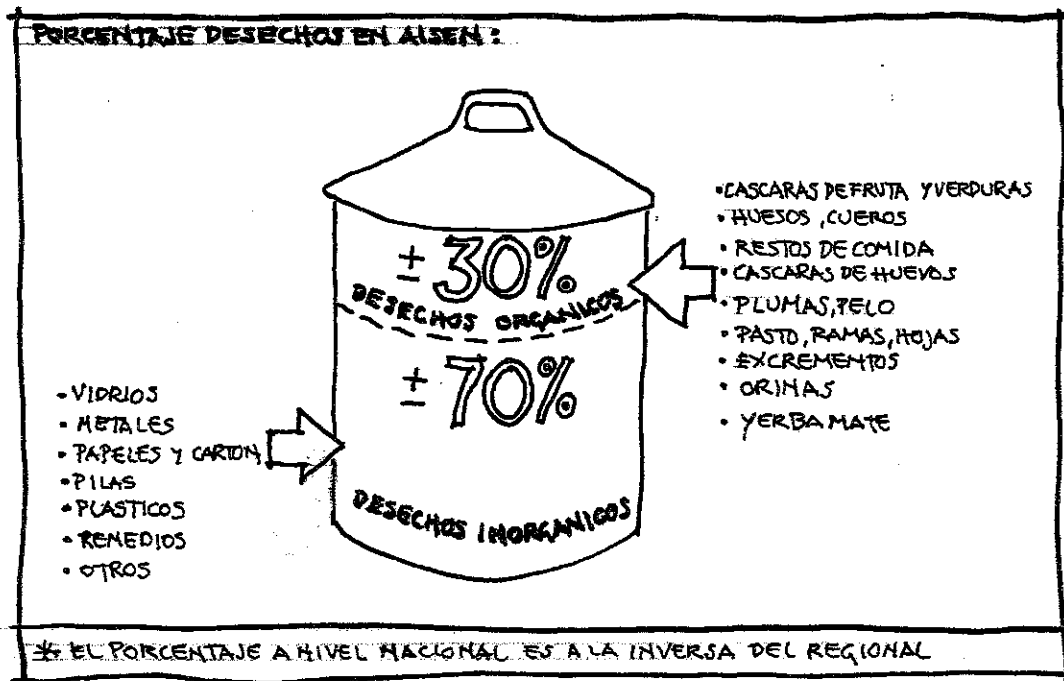 PORCENTAJE DESECHOS EN AISEN:
± 30%
DESECHOS ORGANICOS
• CASCARAS DE FRUTA Y VERDURAS
• HUESOS, CUEROS
• RESTOS DE COMIDA
• CASCARAS DE HUEVOS
• PLUMAS, PELO
• PASTO, RAMAS, HOJAS
• EXCREMENTOS
• ORINAS
• YERBA MATE
± 70%
DESECHOS INORGANICOS
• VIDRIOS
• METALES
• PAPELES Y CARTON
• PILAS
• PLASTICOS
• REMEDIOS
• OTROS
* EL PORCENTAJE A NIVEL NACIONAL ES A LA INVERSA DEL REGIONAL